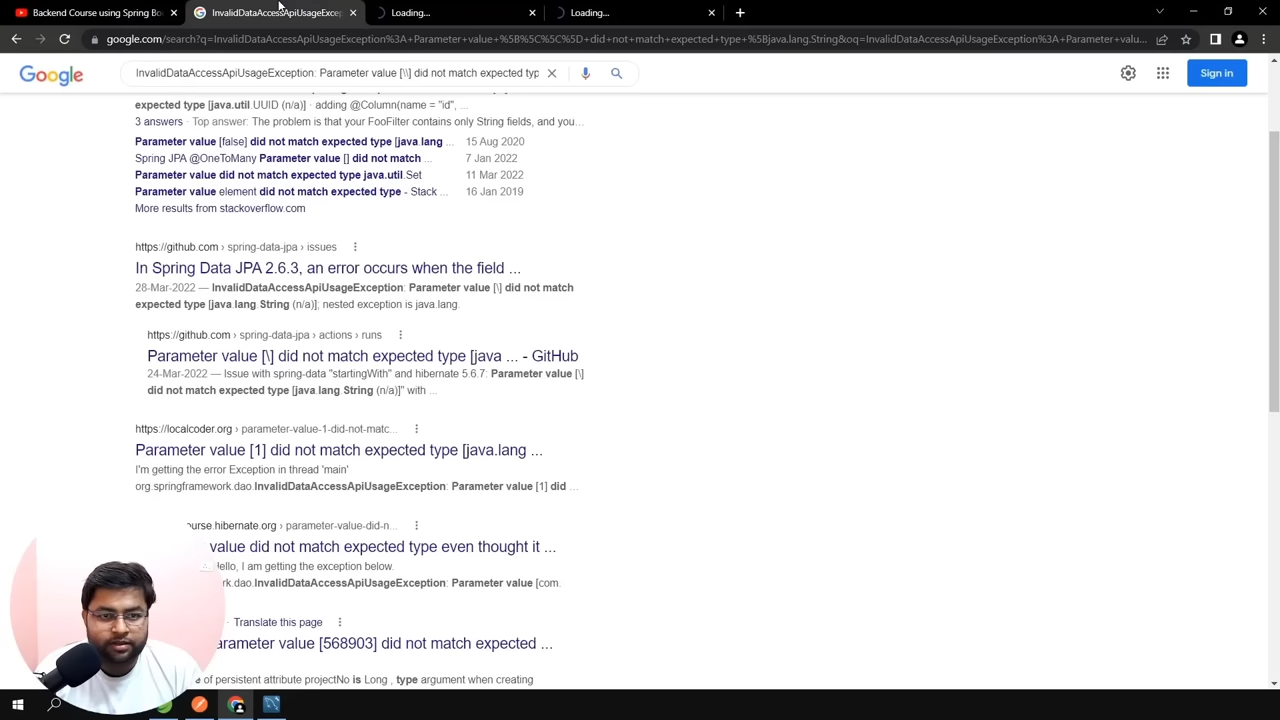 Backend Course using Spring Bo
InvalidDataAccessApiUsageExcep
Loading...
Loading...
google.com/search?q=InvalidDataAccessApiUsageException%3A+Parameter+value+%5B%5C%5C%5D+did+not+match+expected+type+%5Bjava.lang.String&oq=InvalidDataAccessApiUsageException%3A+Parameter+valu...
Google
InvalidDataAccessApiUsageException: Parameter value [\\] did not match expected typ
Sign in
expected type [java.util.UUID (n/a)] · adding @Column(name = "id", ...
3 answers · Top answer: The problem is that your FooFilter contains only String fields, and you…
Parameter value [false] did not match expected type [java.lang ... 15 Aug 2020
Spring JPA @OneToMany Parameter value [] did not match ... 7 Jan 2022
Parameter value did not match expected type java.util.Set 11 Mar 2022
Parameter value element did not match expected type - Stack ... 16 Jan 2019
More results from stackoverflow.com
https://github.com › spring-data-jpa › issues
In Spring Data JPA 2.6.3, an error occurs when the field ...
28-Mar-2022 — InvalidDataAccessApiUsageException: Parameter value [\] did not match
expected type [java.lang.String (n/a)]; nested exception is java.lang.
https://github.com › spring-data-jpa › actions › runs
Parameter value [\] did not match expected type [java ... - GitHub
24-Mar-2022 — Issue with spring-data "startingWith" and hibernate 5.6.7: Parameter value [\]
did not match expected type [java.lang.String (n/a)]" with ...
https://localcoder.org › parameter-value-1-did-not-matc...
Parameter value [1] did not match expected type [java.lang ...
I'm getting the error Exception in thread 'main'
org.springframework.dao.InvalidDataAccessApiUsageException: Parameter value [1] did ...
ourse.hibernate.org › parameter-value-did-n...
value did not match expected type even thought it ...
Hello, I am getting the exception below.
rk.dao.InvalidDataAccessApiUsageException: Parameter value [com.
· Translate this page
arameter value [568903] did not match expected ...
of persistent attribute projectNo is Long , type argument when creating